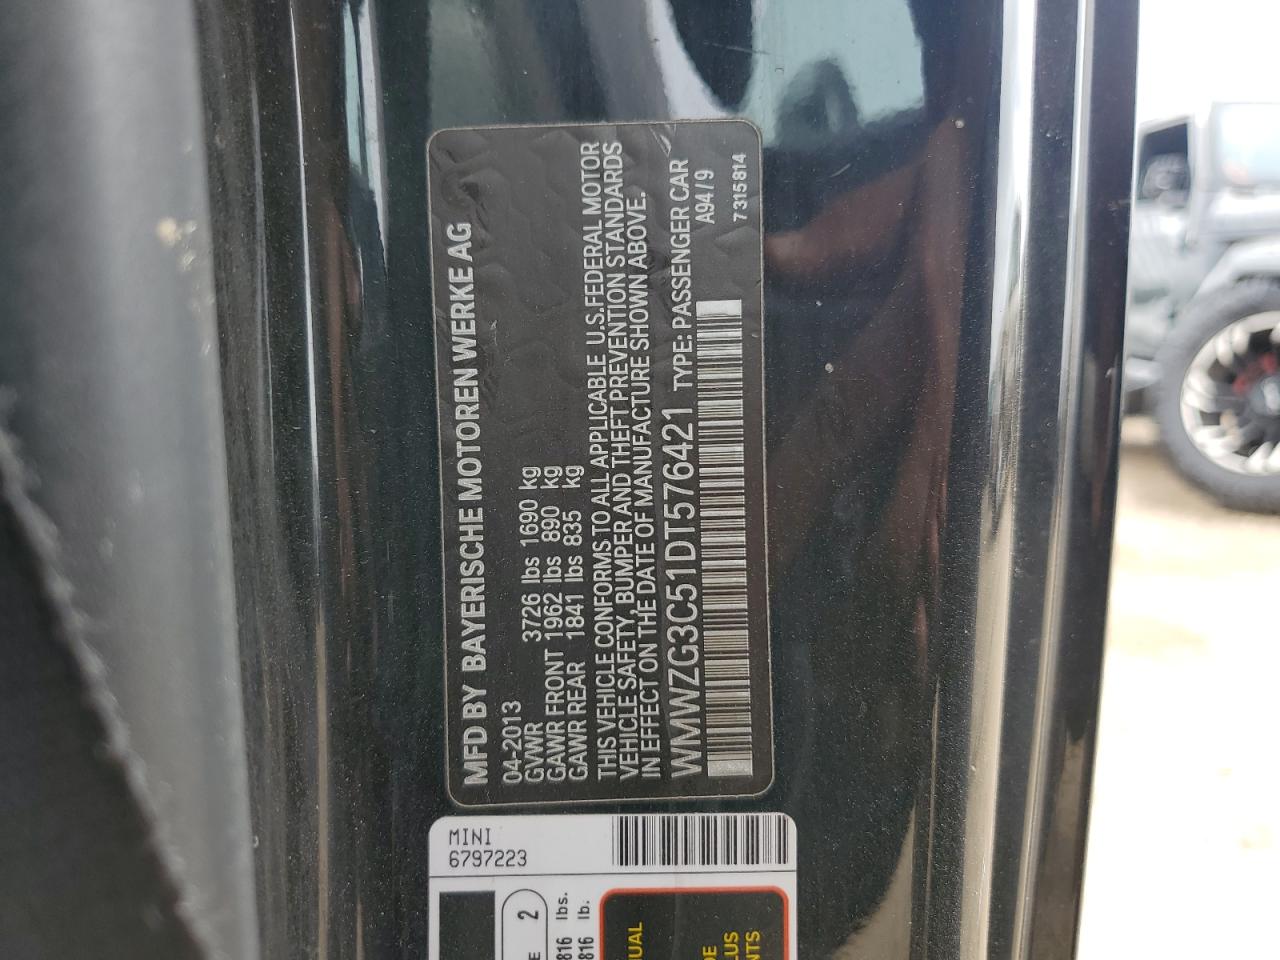 MFD BY BAYERISCHE MOTOREN WERKE AG
04-2013
GVWR 3726 lbs 1690 kg
GAWR FRONT 1962 lbs 890 kg
GAWR REAR 1841 lbs 835 kg
THIS VEHICLE CONFORMS TO ALL APPLICABLE U.S.FEDERAL MOTOR
VEHICLE SAFETY, BUMPER AND THEFT PREVENTION STANDARDS
IN EFFECT ON THE DATE OF MANUFACTURE SHOWN ABOVE.
WMWZG3C51DT576421 TYPE: PASSENGER CAR
A94/9
7315814
MINI
6797223
2
816 lbs.
816 lb.